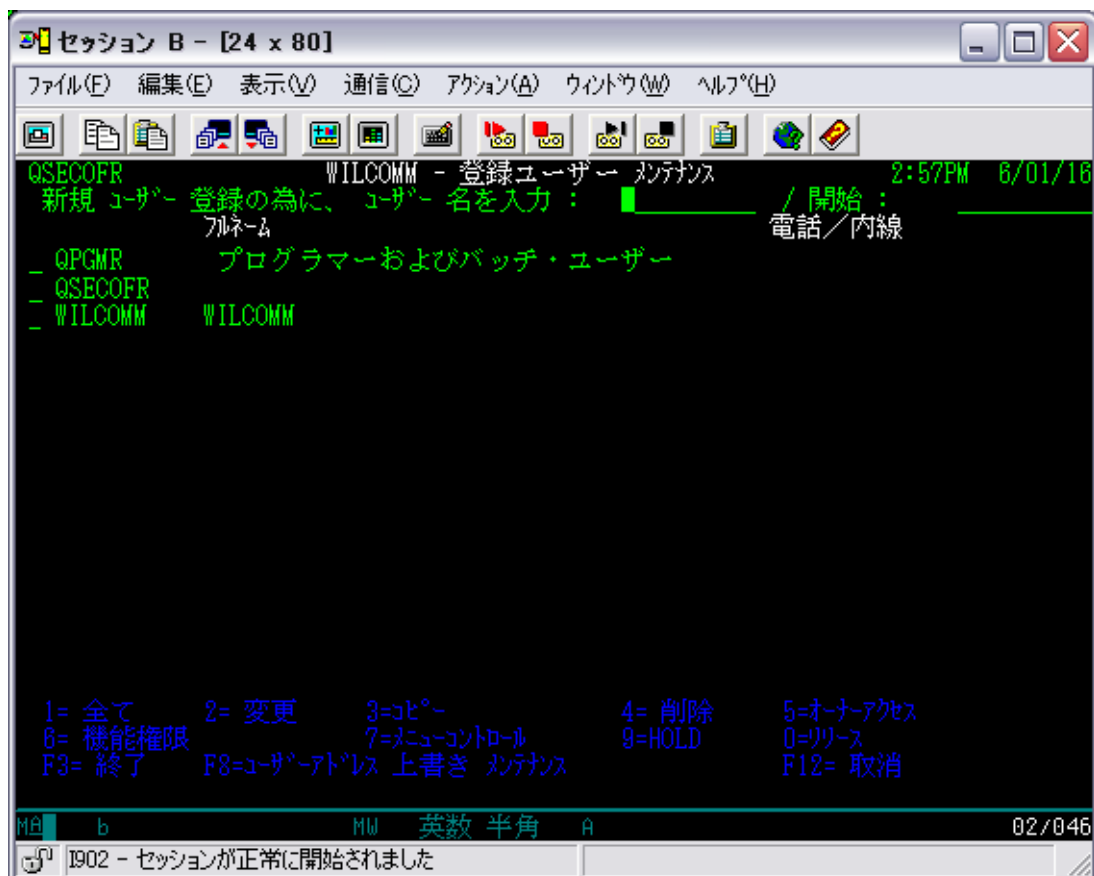 セッション B - [24 x 80]
ファイル(F) 編集(E) 表示(V) 通信(C) アクション(A) ウィンドウ(W) ヘルプ(H)
QSECOFR WILCOMM - 登録ユーザー メンテナンス 2:57PM 6/01/16
新規 ユーザー 登録の為に、 ユーザー 名を入力 : / 開始 :
フルネーム 電話/内線
_ QPGMR プログラマーおよびバッチ・ユーザー
_ QSECOFR
_ WILCOMM WILCOMM
1= 全て 2= 変更 3=コピー 4= 削除 5=オーナーアクセス
6= 機能権限 7=メニューコントロール 9=HOLD 0=リリース
F3= 終了 F8=ユーザーアドレス 上書き メンテナンス F12= 取消
MA b MW 英数 半角 A 02/046
I902 - セッションが正常に開始されました